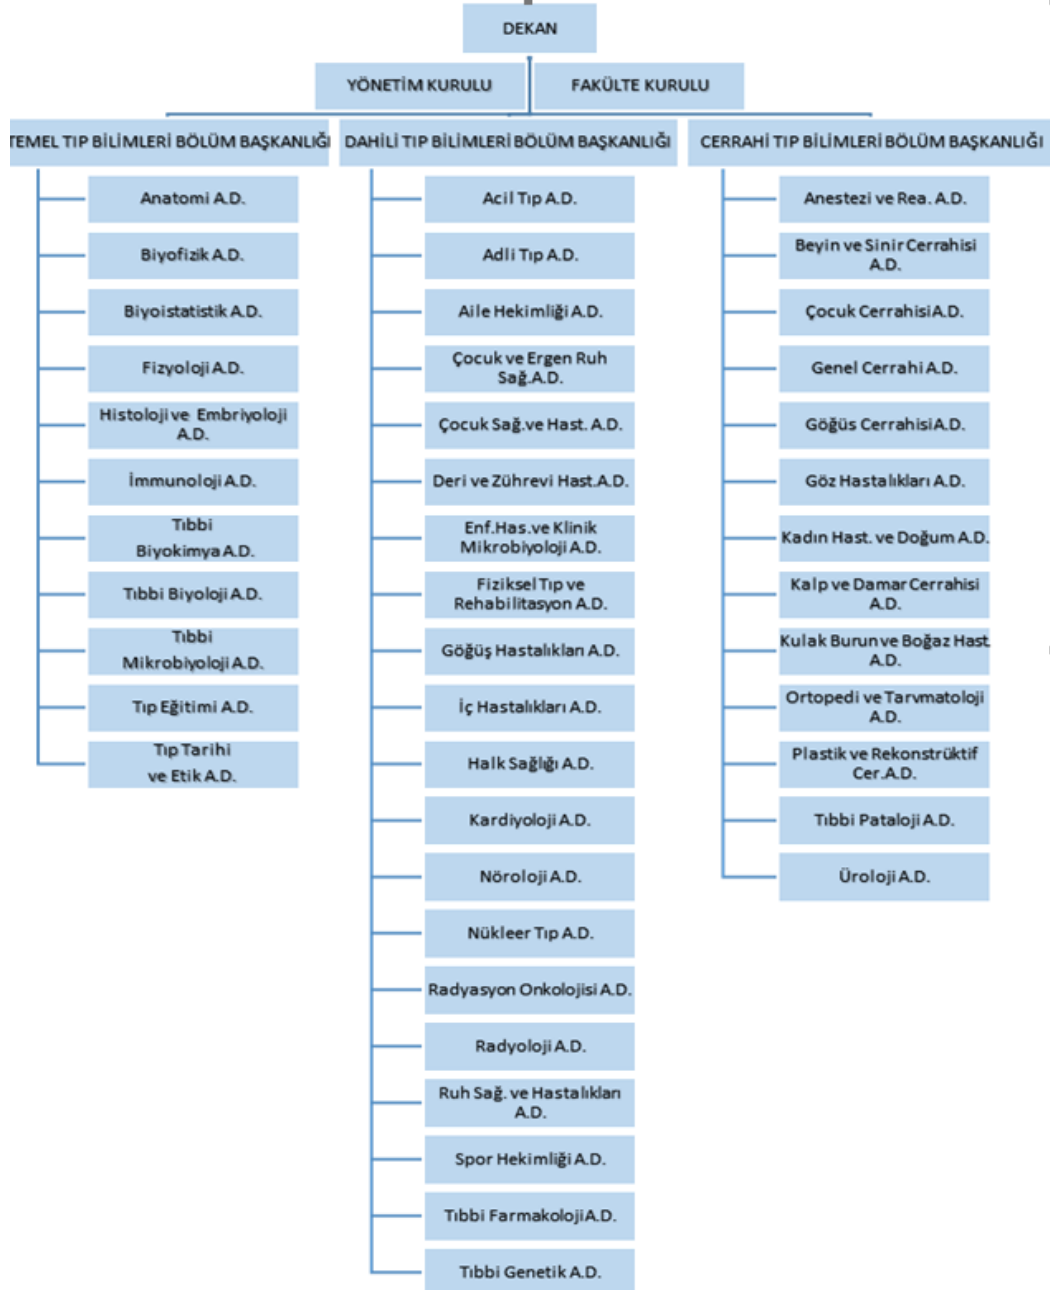 DEKAN
YÖNETİM KURULU
FAKÜLTE KURULU
TEMEL TIP BİLİMLERİ BÖLÜM BAŞKANLIĞI
DAHİLİ TIP BİLİMLERİ BÖLÜM BAŞKANLIĞI
CERRAHİ TIP BİLİMLERİ BÖLÜM BAŞKANLIĞI
Anatomi A.D.
Biyofizik A.D.
Biyoistatistik A.D.
Fizyoloji A.D.
Histoloji ve Embriyoloji
A.D.
İmmunoloji A.D.
Tıbbi
Biyokimya A.D.
Tıbbi Biyoloji A.D.
Tıbbi
Mikrobiyoloji A.D.
Tıp Eğitimi A.D.
Tıp Tarihi
ve Etik A.D.
Acil Tıp A.D.
Adli Tıp A.D.
Aile Hekimliği A.D.
Çocuk ve Ergen Ruh
Sağ.A.D.
Çocuk Sağ.ve Hast. A.D.
Deri ve Zührevi Hast.A.D.
Enf.Has.ve Klinik
Mikrobiyoloji A.D.
Fiziksel Tıp ve
Rehabilitasyon A.D.
Göğüş Hastalıkları A.D.
İç Hastalıkları A.D.
Halk Sağlığı A.D.
Kardiyoloji A.D.
Nöroloji A.D.
Nükleer Tıp A.D.
Radyasyon Onkolojisi A.D.
Radyoloji A.D.
Ruh Sağ. ve Hastalıkları
A.D.
Spor Hekimliği A.D.
Tıbbi Farmakoloji A.D.
Tıbbi Genetik A.D.
Anestezi ve Rea. A.D.
Beyin ve Sinir Cerrahisi
A.D.
Çocuk Cerrahisi A.D.
Genel Cerrahi A.D.
Göğüs Cerrahisi A.D.
Göz Hastalıkları A.D.
Kadın Hast. ve Doğum A.D.
Kalp ve Damar Cerrahisi
A.D.
Kulak Burun ve Boğaz Hast.
A.D.
Ortopedi ve Tarvmatoloji
A.D.
Plastik ve Rekonstrüktif
Cer.A.D.
Tıbbi Pataloji A.D.
Üroloji A.D.